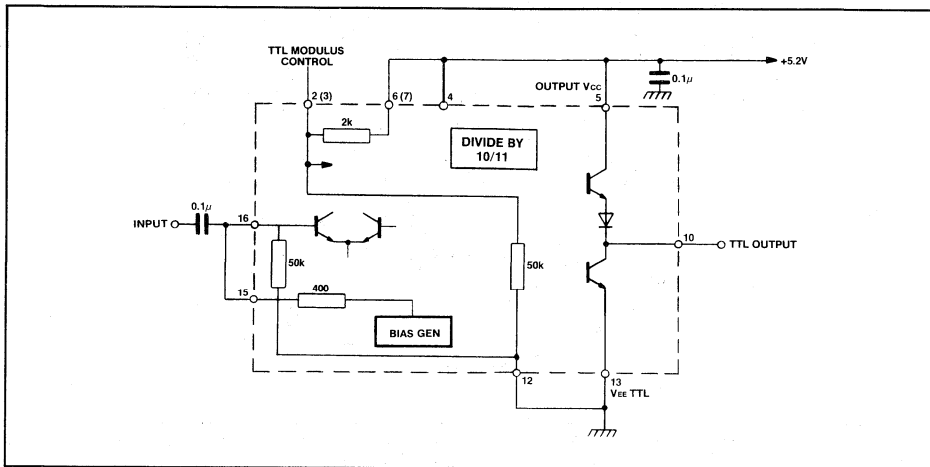 TTL MODULUS
CONTROL
+5.2V
0.1μ
OUTPUT VCC
2 (3)
6 (7)
4
5
2k
DIVIDE BY
10/11
0.1μ
INPUT
16
10
TTL OUTPUT
50k
50k
400
15
BIAS GEN
12
13
VEE TTL